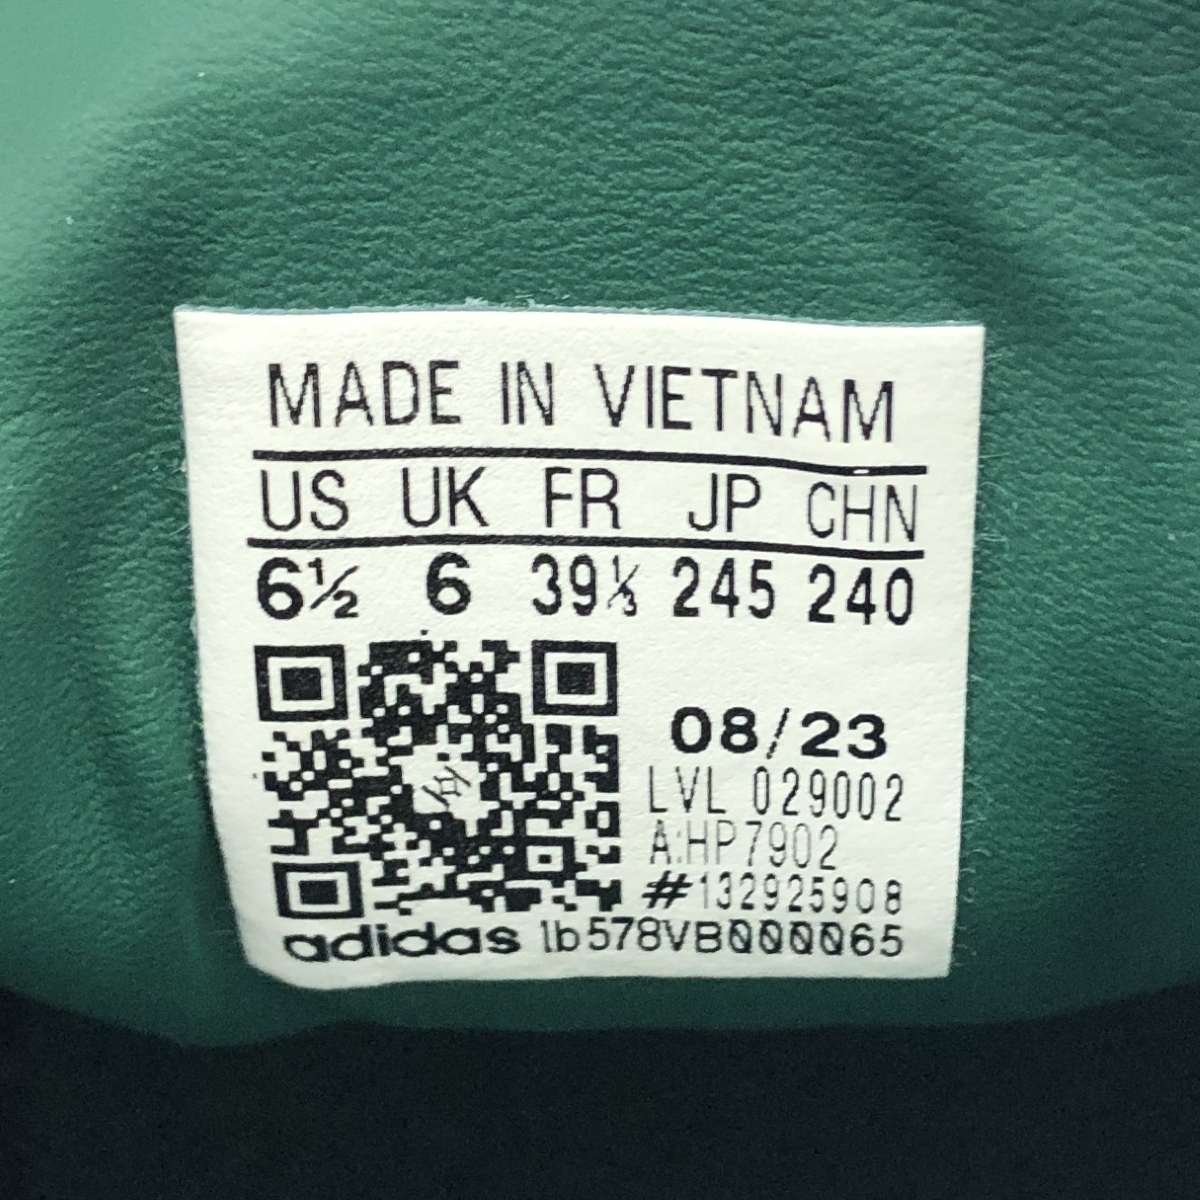 MADE IN VIETNAM
US UK FR JP CHN
6½ 6 39⅓ 245 240
08/23
LVL 029002
A:HP7902
#132925908
adidas lb578VB0000065